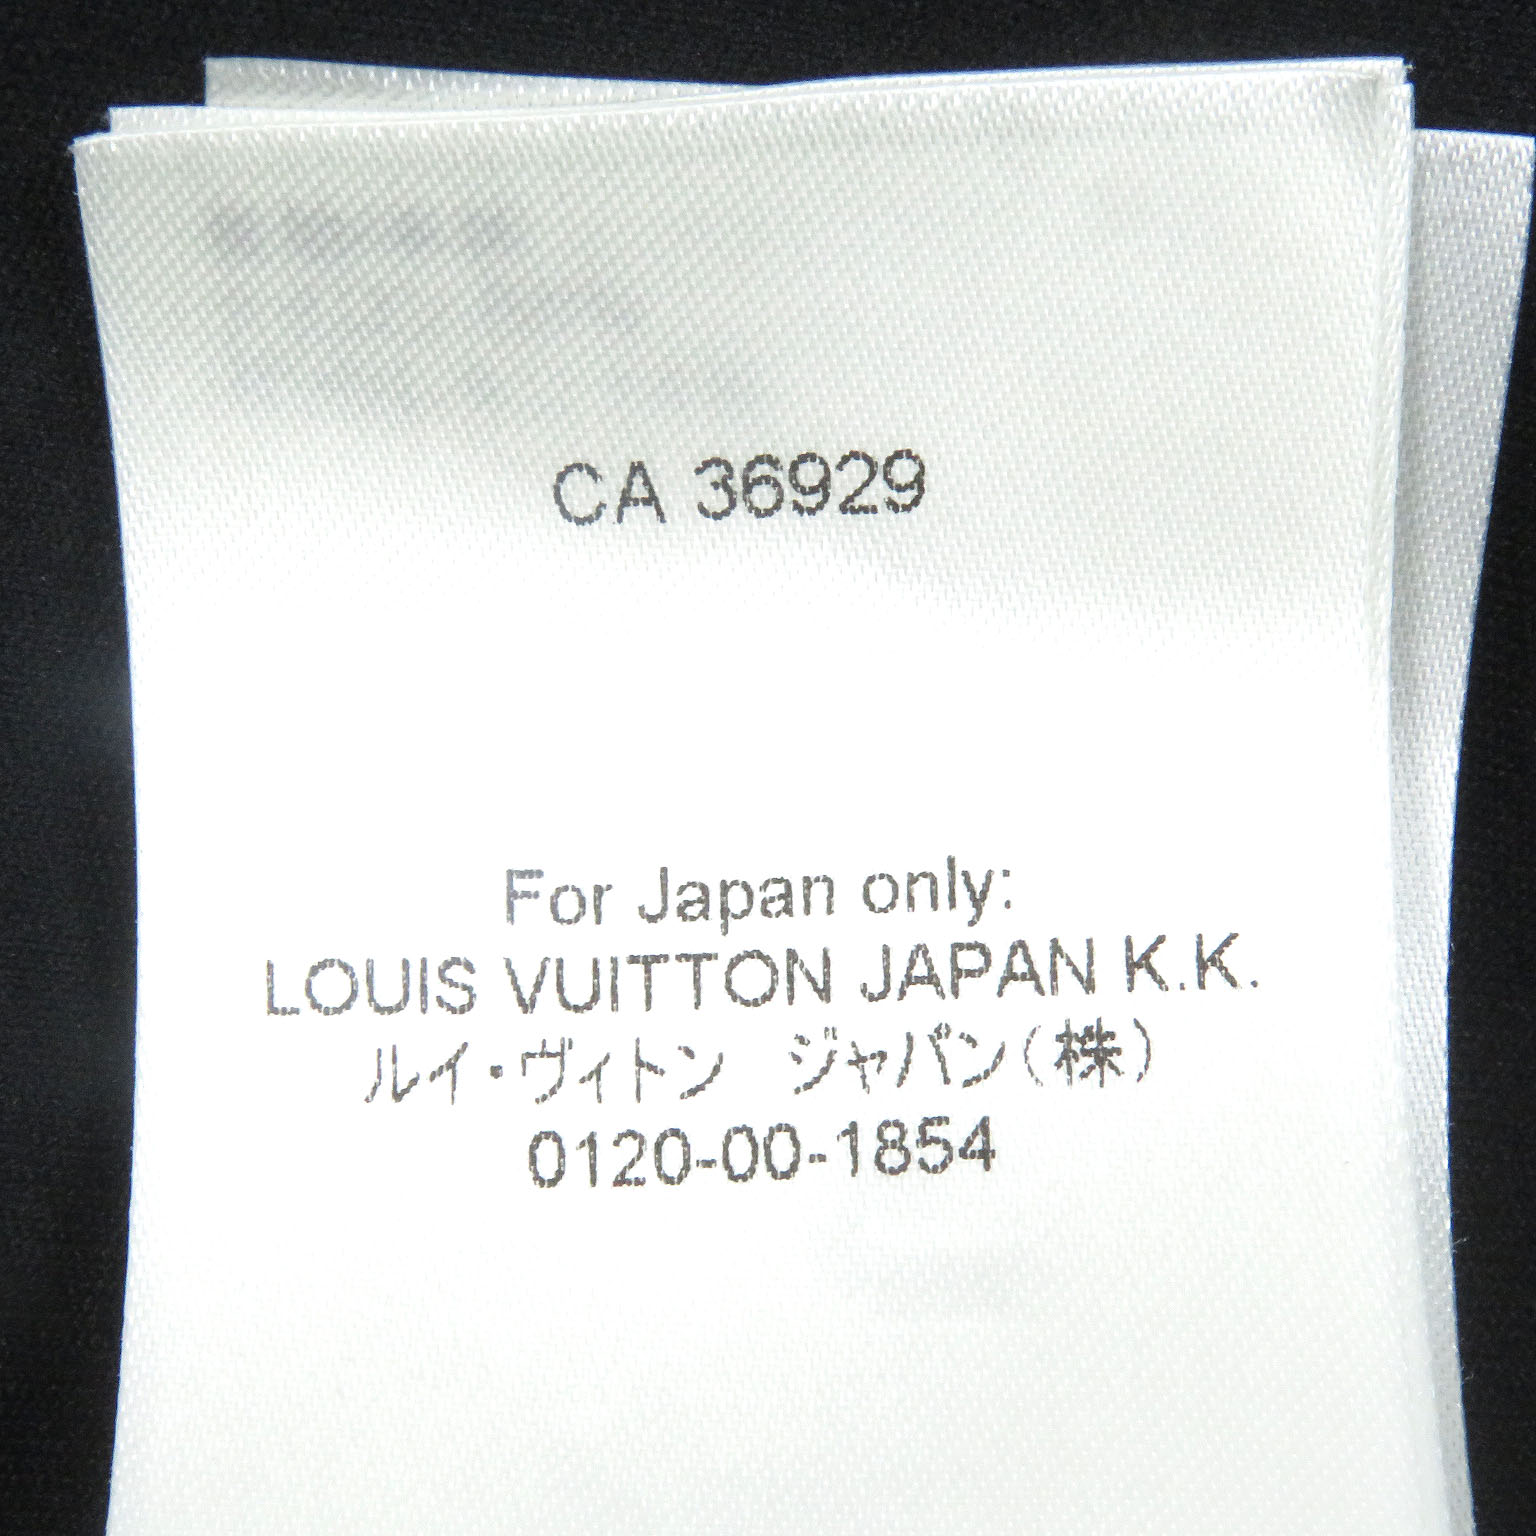 CA 36929
For Japan only:
LOUIS VUITTON JAPAN K.K.
ルイ・ヴィトン　ジャパン(株)
0120-00-1854